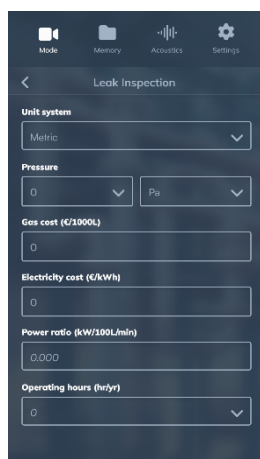 Mode Memory Acoustics Settings
Leak Inspection
Unit system
Metric
Pressure
0 Pa
Gas cost (€/1000L)
0
Electricity cost (€/kWh)
0
Power ratio (kW/100L/min)
0.000
Operating hours (hr/yr)
0